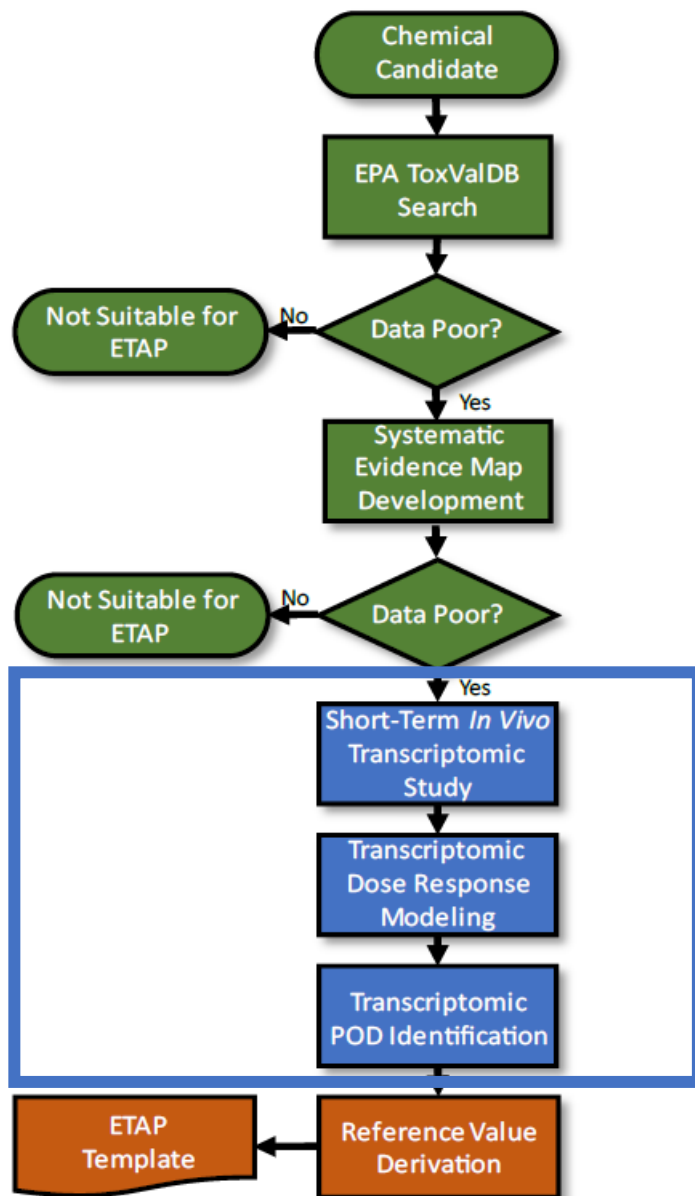 Chemical
Candidate
EPA ToxValDB
Search
Not Suitable for
ETAP
No
Data Poor?
Yes
Systematic
Evidence Map
Development
Not Suitable for
ETAP
No
Data Poor?
Yes
Short-Term In Vivo
Transcriptomic
Study
Transcriptomic
Dose Response
Modeling
Transcriptomic
POD Identification
ETAP
Template
Reference Value
Derivation